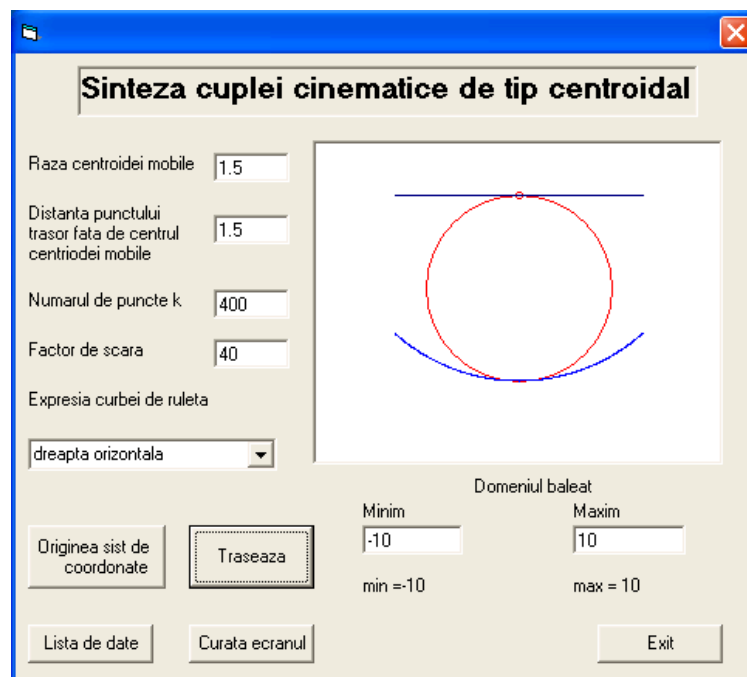 Sinteza cuplei cinematice de tip centroidal
Raza centroidei mobile
1.5
Distanta punctului
trasor fata de centrul
centriodei mobile
1.5
Numarul de puncte k
400
Factor de scara
40
Expresia curbei de ruleta
dreapta orizontala
Domeniul baleat
Minim
Maxim
-10
10
min =-10
max = 10
Originea sist de
coordonate
Traseaza
Lista de date
Curata ecranul
Exit